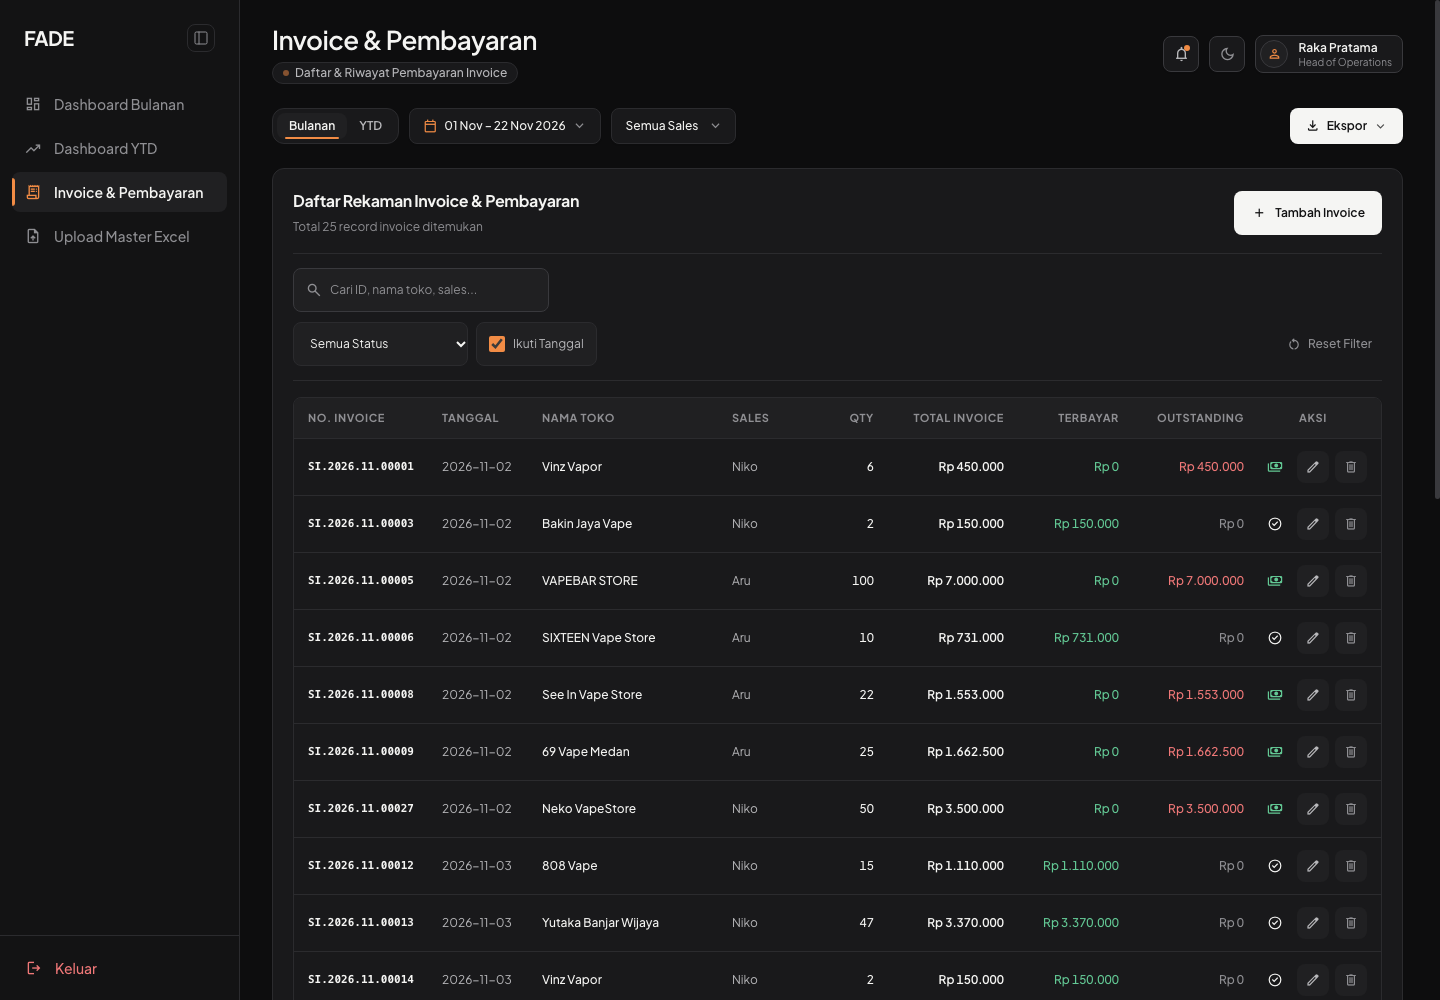 FADE
Dashboard Bulanan
Dashboard YTD
Invoice & Pembayaran
Upload Master Excel
Keluar
Invoice & Pembayaran
Daftar & Riwayat Pembayaran Invoice
Raka Pratama
Head of Operations
Bulanan YTD 01 Nov – 22 Nov 2026 Semua Sales Ekspor
Daftar Rekaman Invoice & Pembayaran
Total 25 record invoice ditemukan
Tambah Invoice
Cari ID, nama toko, sales...
Semua Status Ikuti Tanggal Reset Filter
NO. INVOICE TANGGAL NAMA TOKO SALES QTY TOTAL INVOICE TERBAYAR OUTSTANDING AKSI
SI.2026.11.00001 2026-11-02 Vinz Vapor Niko 6 Rp 450.000 Rp 0 Rp 450.000
SI.2026.11.00003 2026-11-02 Bakin Jaya Vape Niko 2 Rp 150.000 Rp 150.000 Rp 0
SI.2026.11.00005 2026-11-02 VAPEBAR STORE Aru 100 Rp 7.000.000 Rp 0 Rp 7.000.000
SI.2026.11.00006 2026-11-02 SIXTEEN Vape Store Aru 10 Rp 731.000 Rp 731.000 Rp 0
SI.2026.11.00008 2026-11-02 See In Vape Store Aru 22 Rp 1.553.000 Rp 0 Rp 1.553.000
SI.2026.11.00009 2026-11-02 69 Vape Medan Aru 25 Rp 1.662.500 Rp 0 Rp 1.662.500
SI.2026.11.00027 2026-11-02 Neko VapeStore Niko 50 Rp 3.500.000 Rp 0 Rp 3.500.000
SI.2026.11.00012 2026-11-03 808 Vape Niko 15 Rp 1.110.000 Rp 1.110.000 Rp 0
SI.2026.11.00013 2026-11-03 Yutaka Banjar Wijaya Niko 47 Rp 3.370.000 Rp 3.370.000 Rp 0
SI.2026.11.00014 2026-11-03 Vinz Vapor Niko 2 Rp 150.000 Rp 150.000 Rp 0